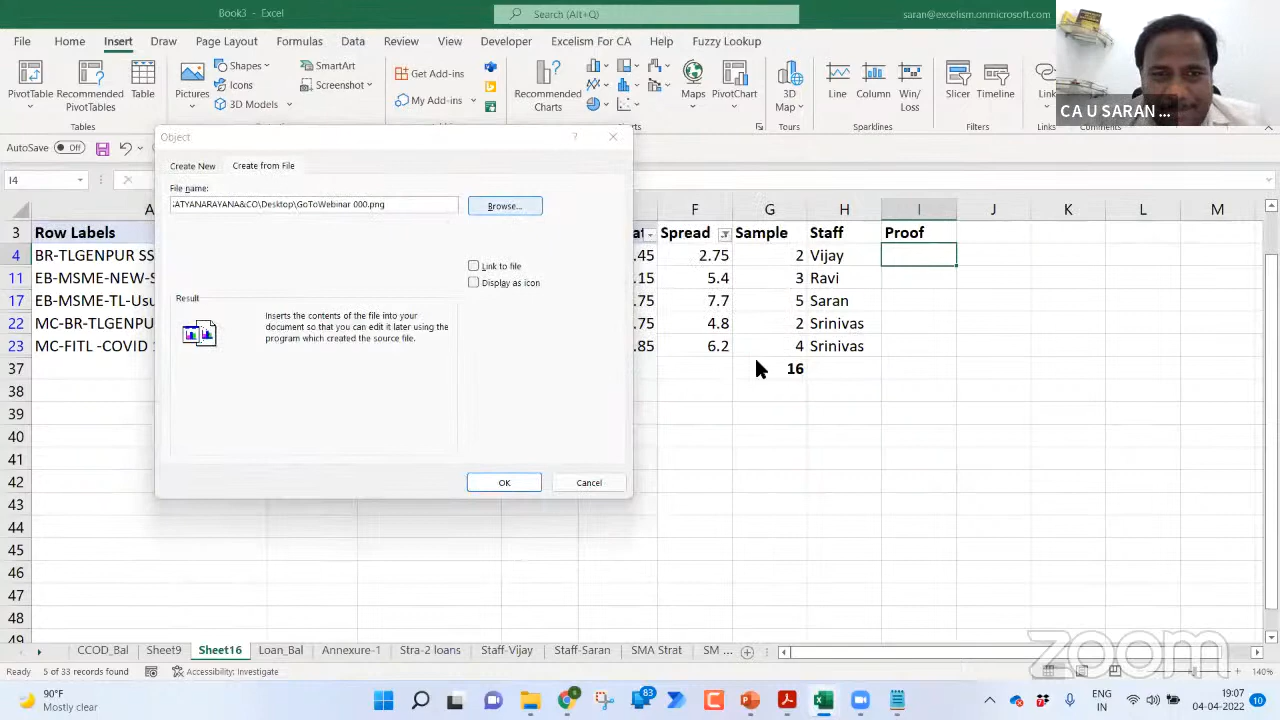 Book3 - Excel
Search (Alt+Q)
saran@excelism.onmicrosoft.com
File Home Insert Draw Page Layout Formulas Data Review View Developer Excelism For CA Help Fuzzy Lookup
PivotTable
Recommended PivotTables
Table
Tables
Pictures
Shapes
Icons
3D Models
SmartArt
Screenshot
Get Add-ins
My Add-ins
Recommended Charts
Maps
PivotChart
3D Map
Tours
Line
Column
Win/ Loss
Sparklines
Slicer
Timeline
Filters
CA U SARAN ...
AutoSave Off
I4
Object
Create New Create from File
File name:
ATYANARAYANA&CO\Desktop\GoToWebinar 000.png
Browse...
Link to file
Display as icon
Result
Inserts the contents of the file into your
document so that you can edit it later using the
program which created the source file.
OK Cancel
A F G H I J K L M
3 Row Labels Spread Sample Staff Proof
4 BR-TLGENPUR SS .45 2.75 2 Vijay
11 EB-MSME-NEW-S .15 5.4 3 Ravi
17 EB-MSME-TL-Usu 7.7 5 Saran
22 MC-BR-TLGENPU .75 4.8 2 Srinivas
23 MC-FITL -COVID .85 6.2 4 Srinivas
37 16
38
39
40
41
42
43
44
45
46
47
48
49
CCOD_Bal Sheet9 Sheet16 Loan_Bal Annexure-1 -2 loans Staff-Vijay Staff-Saran SMA Strat SM ...
zoom
Ready 5 of 33 records found Accessibility: Investigate 140%
90°F
Mostly clear
83
ENG
IN
19:07
04-04-2022